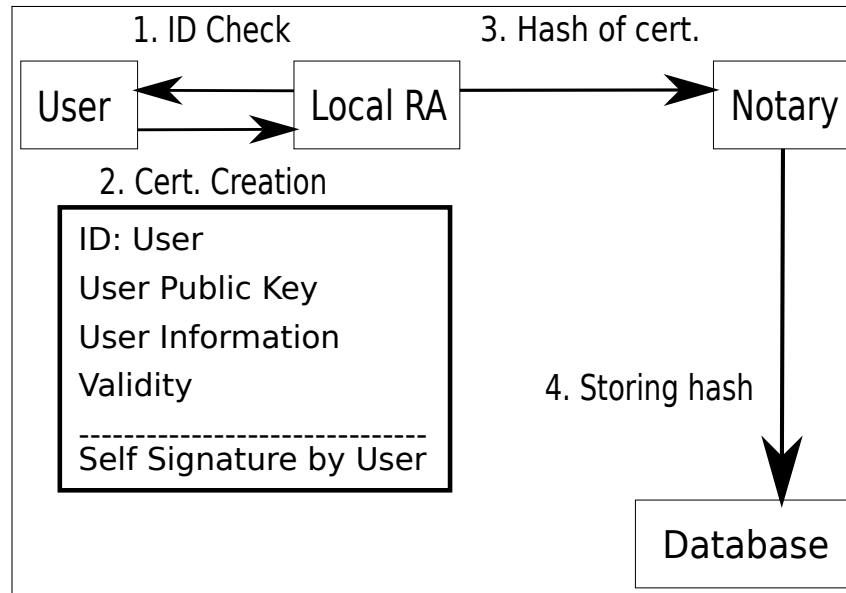 1. ID Check
3. Hash of cert.
User
Local RA
Notary
2. Cert. Creation
ID: User
User Public Key
User Information
Validity
-------------------------------
Self Signature by User
4. Storing hash
Database